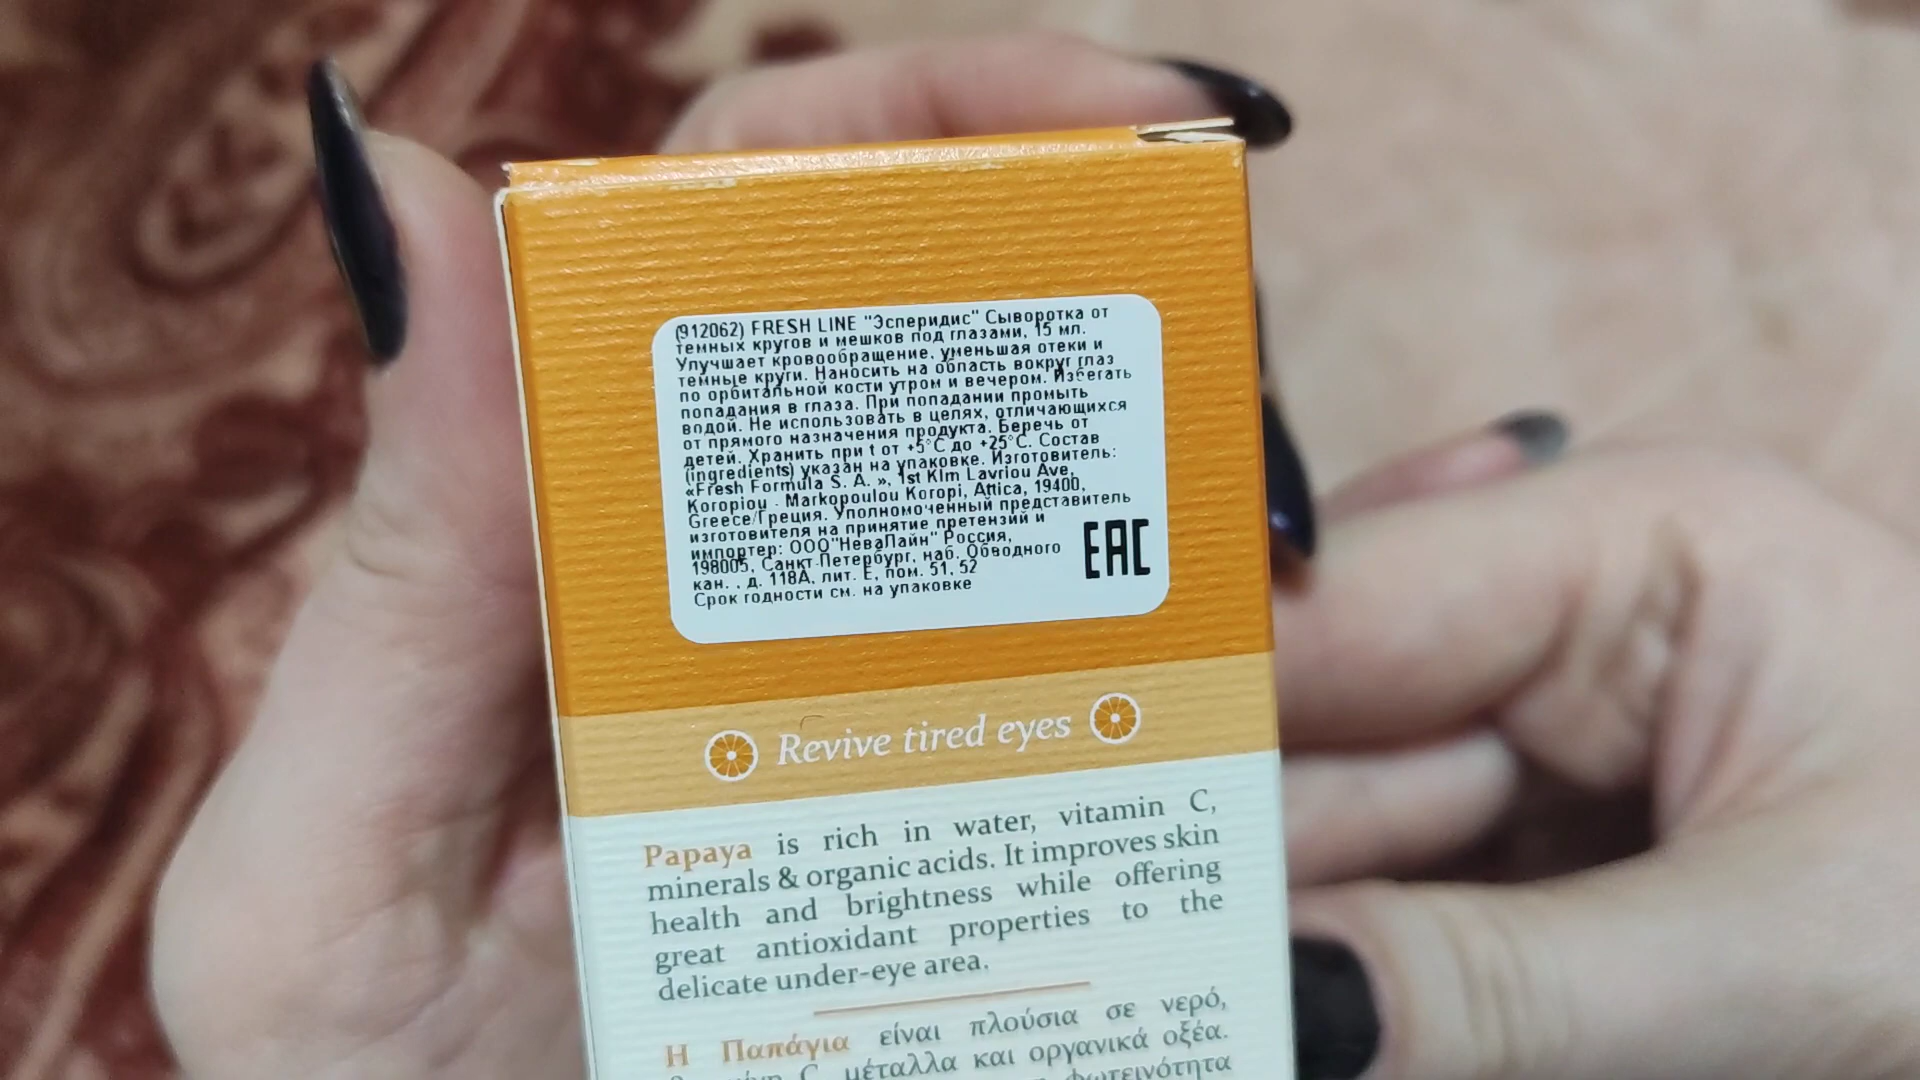 (912062) FRESH LINE "Эсперидис" Сыворотка от
темных кругов и мешков под глазами, 15 мл.
Улучшает кровообращение, уменьшая отеки и
темные круги. Наносить на область вокруг глаз
по орбитальной кости утром и вечером. Избегать
попадания в глаза. При попадании промыть
водой. Не использовать в целях, отличающихся
от прямого назначения продукта. Беречь от
детей. Хранить при t от +5°C до +25°C. Состав
(ingredients) указан на упаковке. Изготовитель:
«Fresh Formula S. A. », 1st Klm Lavriou Ave,
Koropiou - Markopoulou Koropi, Attica, 19400,
Greece/Греция. Уполномоченный представитель
изготовителя на принятие претензий и
импортер: ООО"НеваЛайн" Россия,
198005, Санкт-Петербург, наб. Обводного
кан. , д. 118А, лит. Е, пом. 51, 52
Срок годности см. на упаковке
EAC
Revive tired eyes
Papaya is rich in water, vitamin C,
minerals & organic acids. It improves skin
health and brightness while offering
great antioxidant properties to the
delicate under-eye area.
Η Παπάγια είναι πλούσια σε νερό,
C, μέταλλα και οργανικά οξέα.
φωτεινότητα